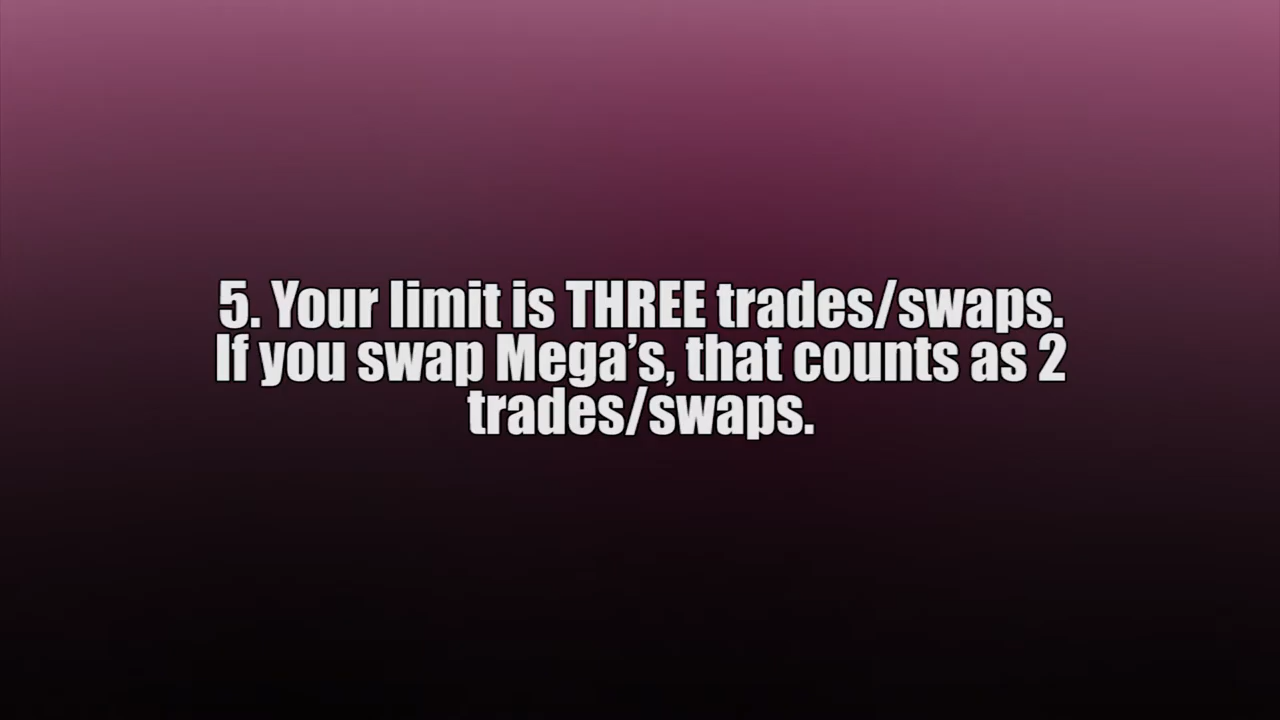 5. Your limit is THREE trades/swaps.
If you swap Mega’s, that counts as 2
trades/swaps.